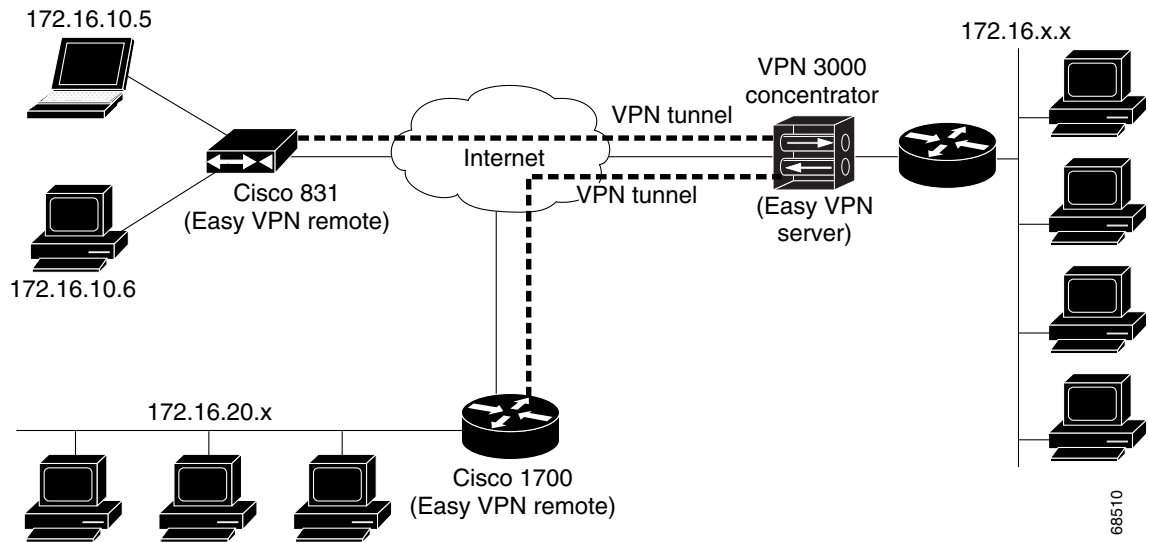 172.16.10.5
172.16.x.x
VPN 3000
concentrator
VPN tunnel
Internet
VPN tunnel
Cisco 831
(Easy VPN remote)
(Easy VPN
server)
172.16.10.6
172.16.20.x
Cisco 1700
(Easy VPN remote)
68510